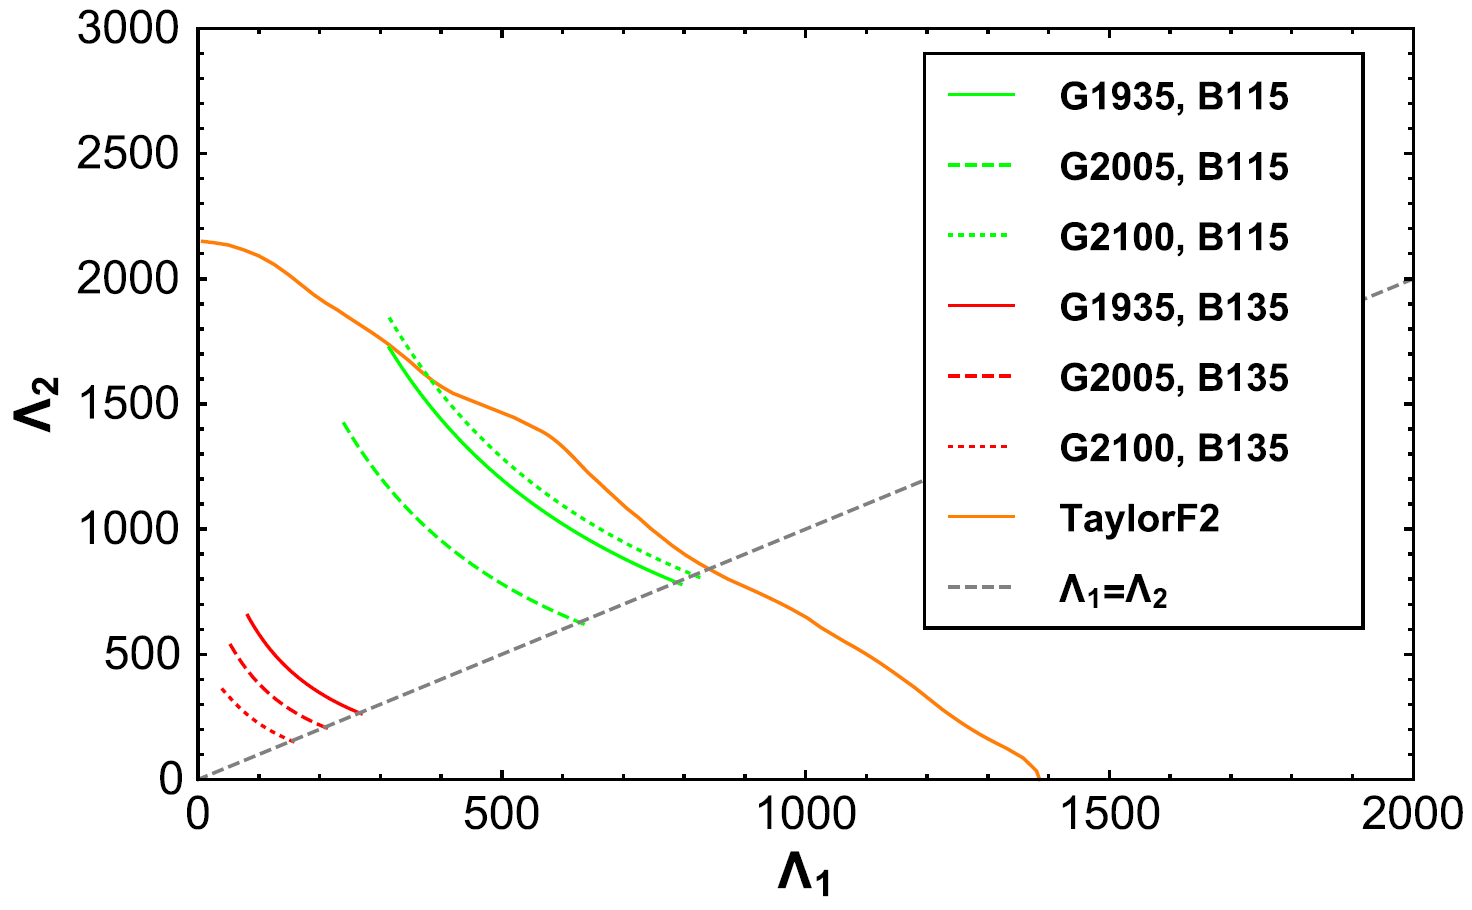 3000
2500
2000
1500
1000
500
0
Λ2
0
500
1000
1500
2000
Λ1
G1935, B115
G2005, B115
G2100, B115
G1935, B135
G2005, B135
G2100, B135
TaylorF2
Λ1=Λ2